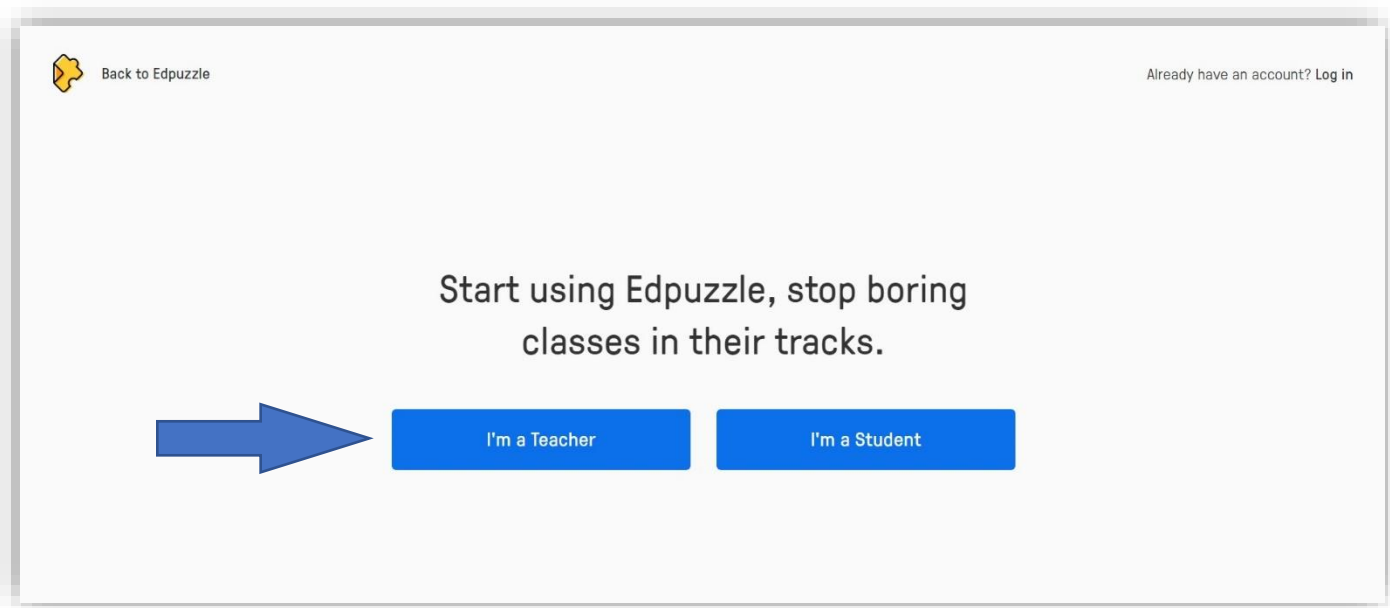 Back to Edpuzzle
Already have an account? Log in
Start using Edpuzzle, stop boring
classes in their tracks.
I'm a Teacher
I'm a Student